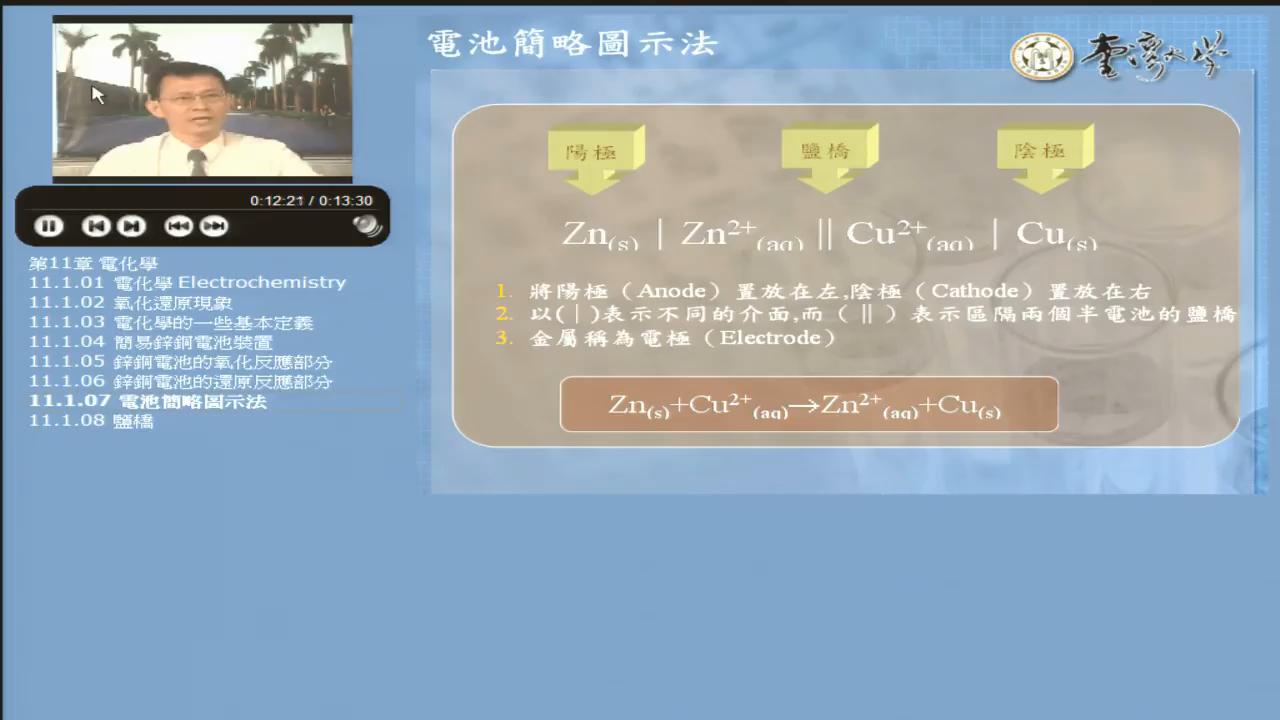 電池簡略圖示法
臺灣大學
陽極 鹽橋 陰極
Zn(s) | Zn²⁺(aq) || Cu²⁺(aq) | Cu(s)
1. 將陽極（Anode）置放在左,陰極（Cathode）置放在右
2. 以(｜)表示不同的介面,而（‖）表示區隔兩個半電池的鹽橋
3. 金屬稱為電極（Electrode）
Zn(s)+Cu²⁺(aq)→Zn²⁺(aq)+Cu(s)
0:12:21 / 0:13:30
第11章 電化學
11.1.01 電化學 Electrochemistry
11.1.02 氧化還原現象
11.1.03 電化學的一些基本定義
11.1.04 簡易鋅銅電池裝置
11.1.05 鋅銅電池的氧化反應部分
11.1.06 鋅銅電池的還原反應部分
11.1.07 電池簡略圖示法
11.1.08 鹽橋